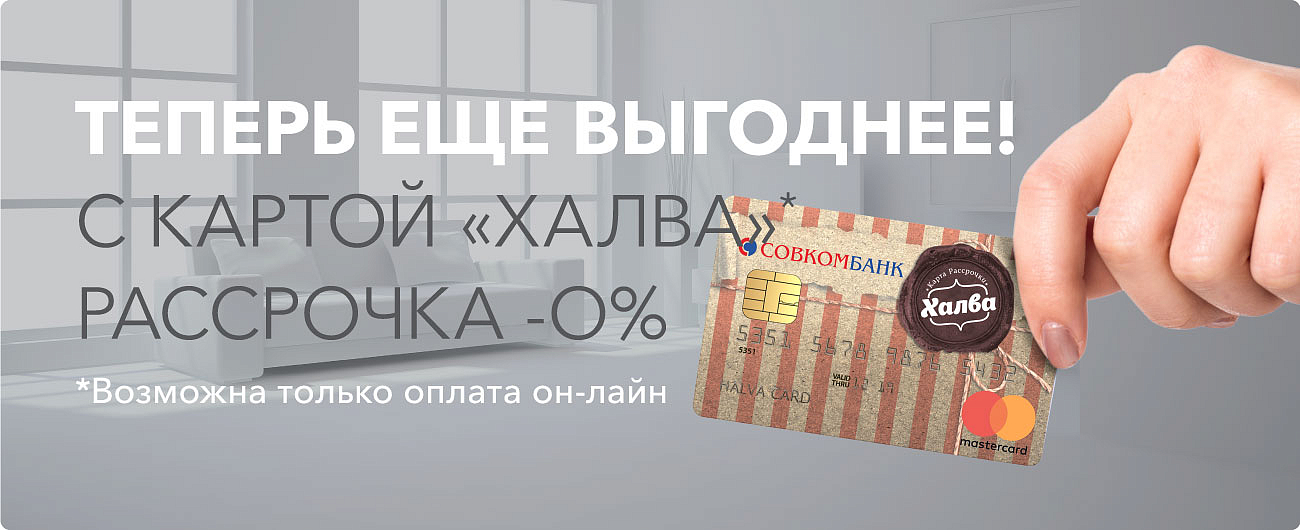 ТЕПЕРЬ ЕЩЕ ВЫГОДНЕЕ!
С КАРТОЙ «ХАЛВА»*
РАССРОЧКА -0%
*Возможна только оплата он-лайн
СОВКОМБАНК
Карта Рассрочки
Халва
5351 5678 9876 5432
5351
VALID THRU 12 19
HALVA CARD
mastercard